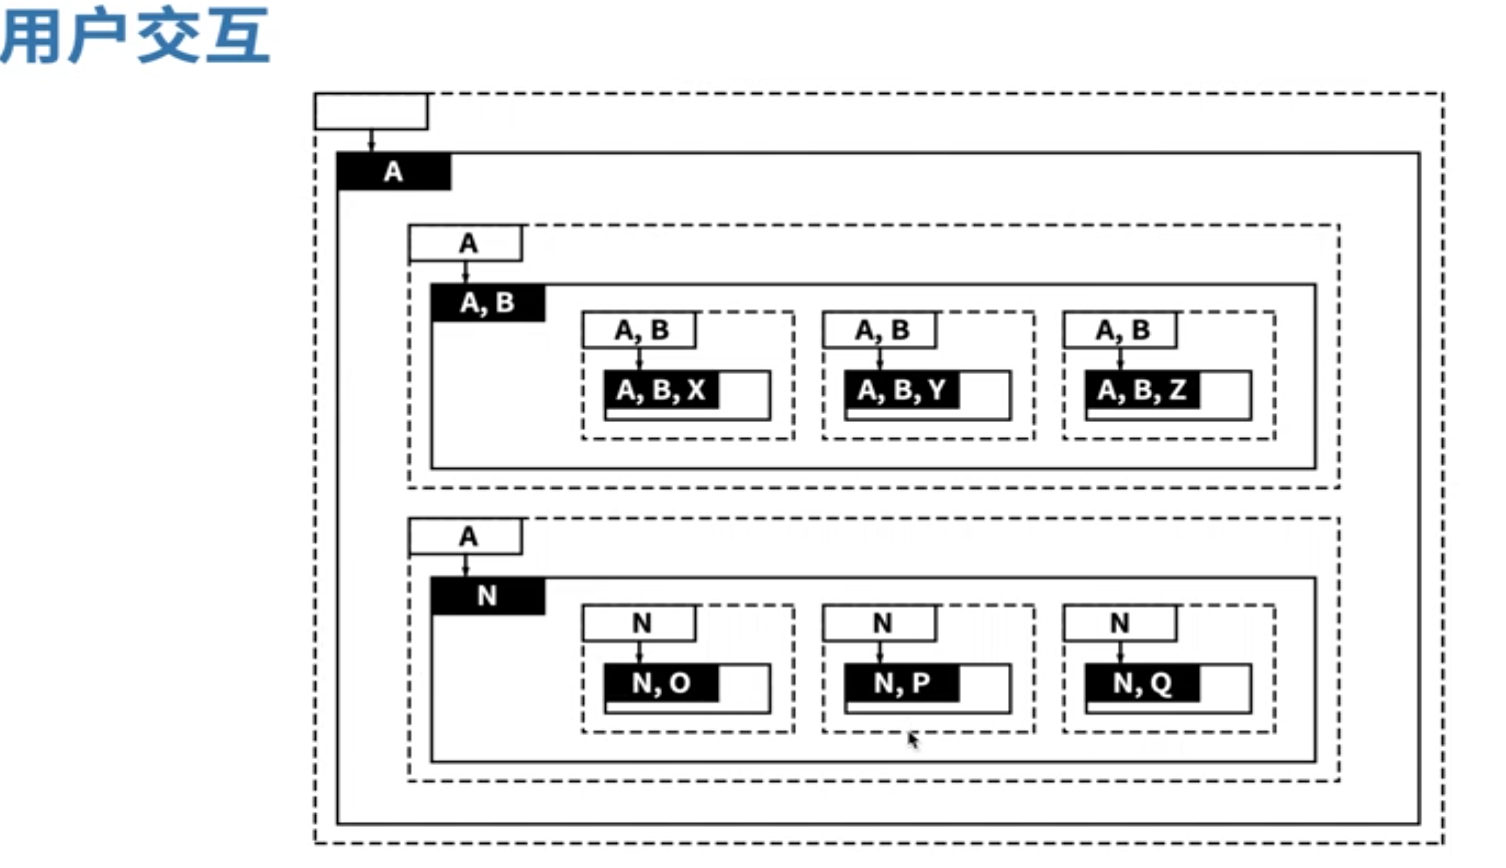 用户交互
A
A
A, B
A, B
A, B
A, B
A, B, X
A, B, Y
A, B, Z
A
N
N
N
N
N, O
N, P
N, Q